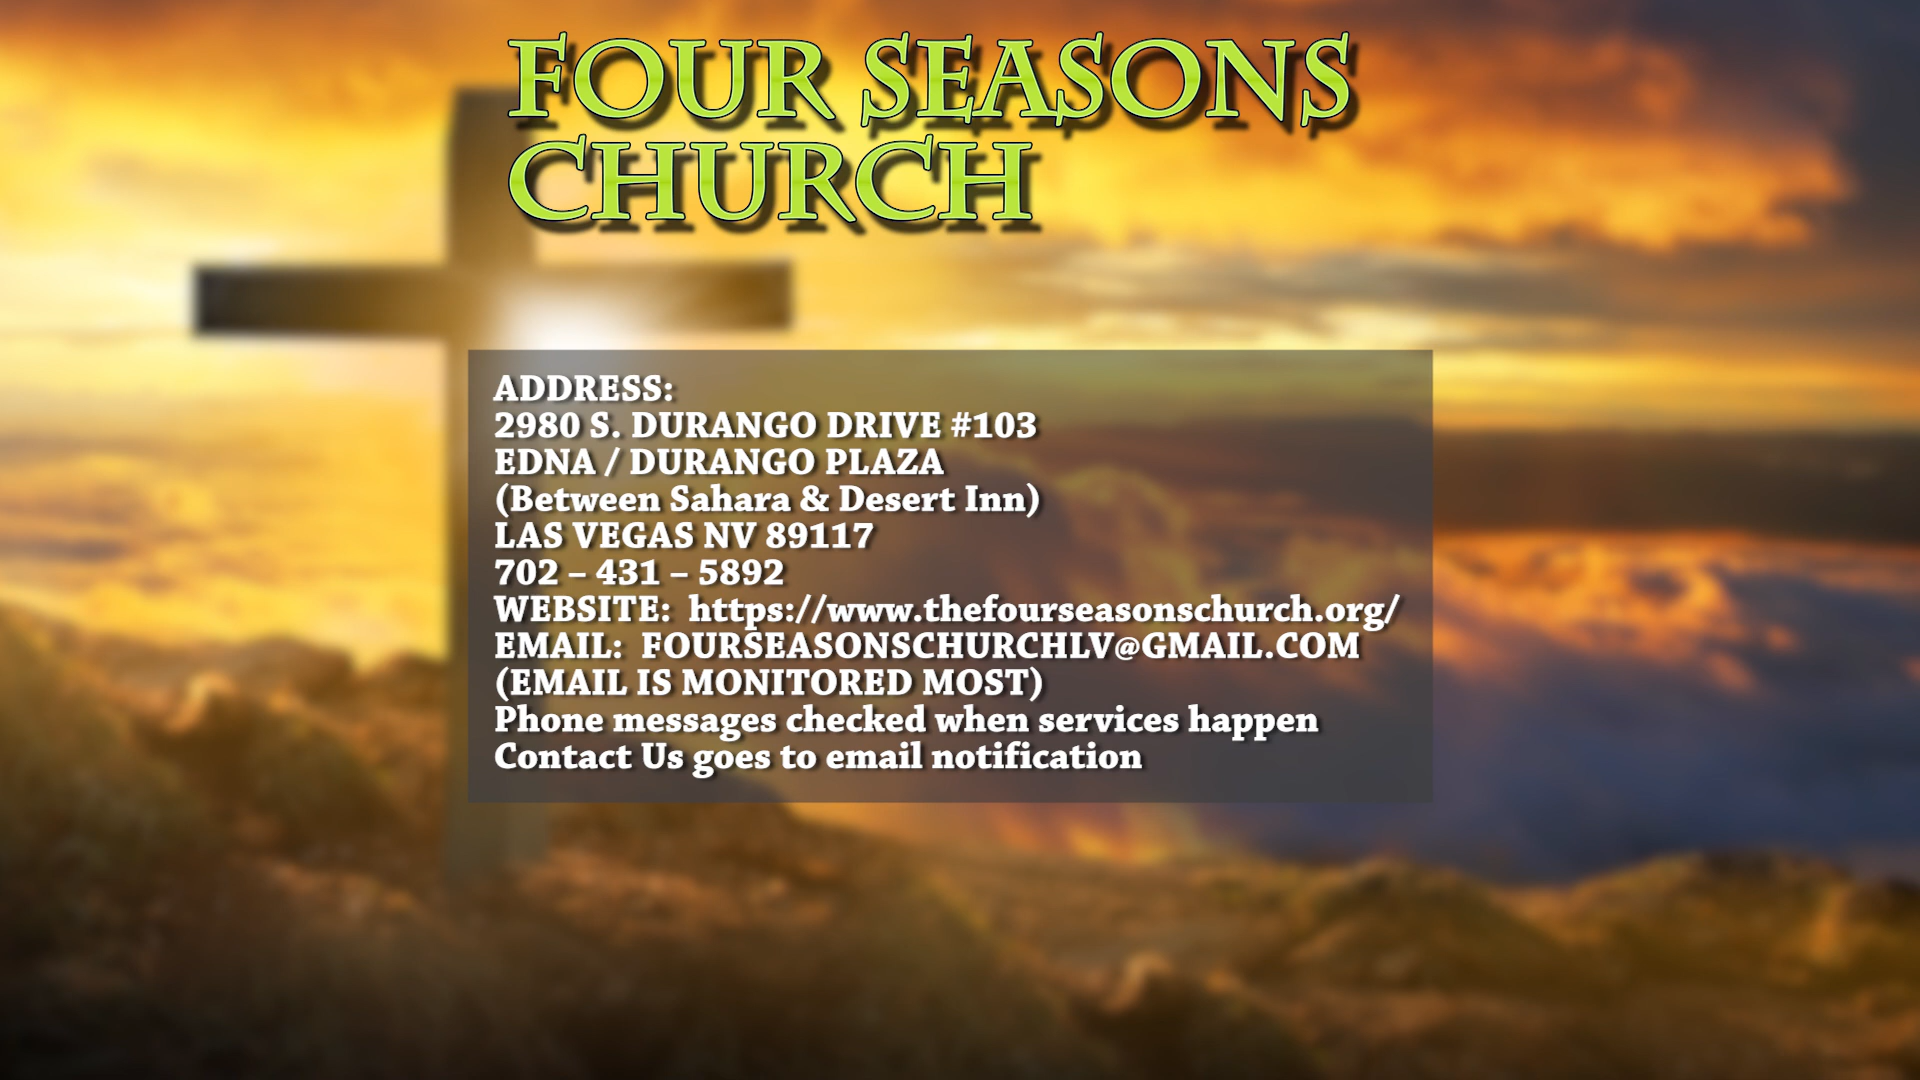 FOUR SEASONS
CHURCH
ADDRESS:
2980 S. DURANGO DRIVE #103
EDNA / DURANGO PLAZA
(Between Sahara & Desert Inn)
LAS VEGAS NV 89117
702 – 431 – 5892
WEBSITE:  https://www.thefourseasonschurch.org/
EMAIL:  FOURSEASONSCHURCHLV@GMAIL.COM
(EMAIL IS MONITORED MOST)
Phone messages checked when services happen
Contact Us goes to email notification